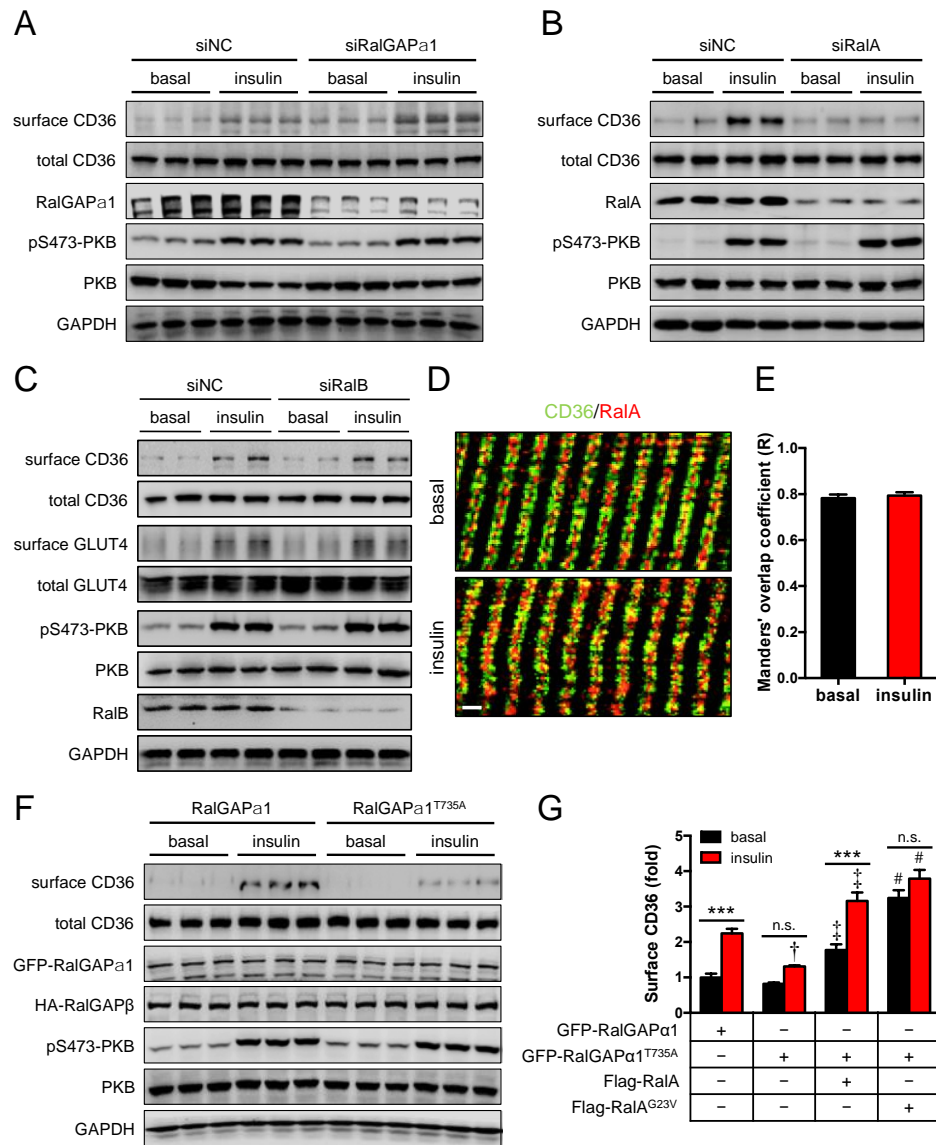 A
siNC siRalGAPa1
basal insulin basal insulin
surface CD36
total CD36
RalGAPa1
pS473-PKB
PKB
GAPDH
B
siNC siRalA
basal insulin basal insulin
surface CD36
total CD36
RalA
pS473-PKB
PKB
GAPDH
C
siNC siRalB
basal insulin basal insulin
surface CD36
total CD36
surface GLUT4
total GLUT4
pS473-PKB
PKB
RalB
GAPDH
D
CD36/RalA
basal
insulin
E
Manders' overlap coefficient (R)
1.0
0.8
0.6
0.4
0.2
0.0
basal insulin
F
RalGAPa1 RalGAPa1T735A
basal insulin basal insulin
surface CD36
total CD36
GFP-RalGAPa1
HA-RalGAPβ
pS473-PKB
PKB
GAPDH
G
Surface CD36 (fold)
5
4
3
2
1
0
basal
insulin
*** n.s. *** n.s.
† ‡ ‡ # #
GFP-RalGAPα1 + − − −
GFP-RalGAPα1T735A − + + +
Flag-RalA − − + −
Flag-RalAG23V − − − +